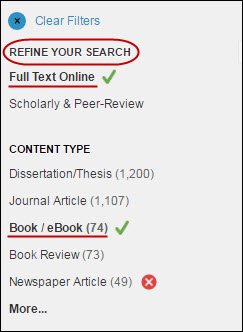 Clear Filters
REFINE YOUR SEARCH
Full Text Online
Scholarly & Peer-Review
CONTENT TYPE
Dissertation/Thesis (1,200)
Journal Article (1,107)
Book / eBook (74)
Book Review (73)
Newspaper Article (49)
More...